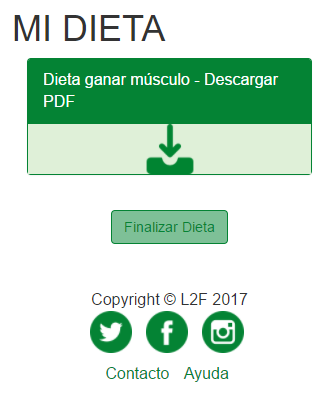 MI DIETA
Dieta ganar músculo - Descargar
PDF
Finalizar Dieta
Copyright © L2F 2017
Contacto Ayuda